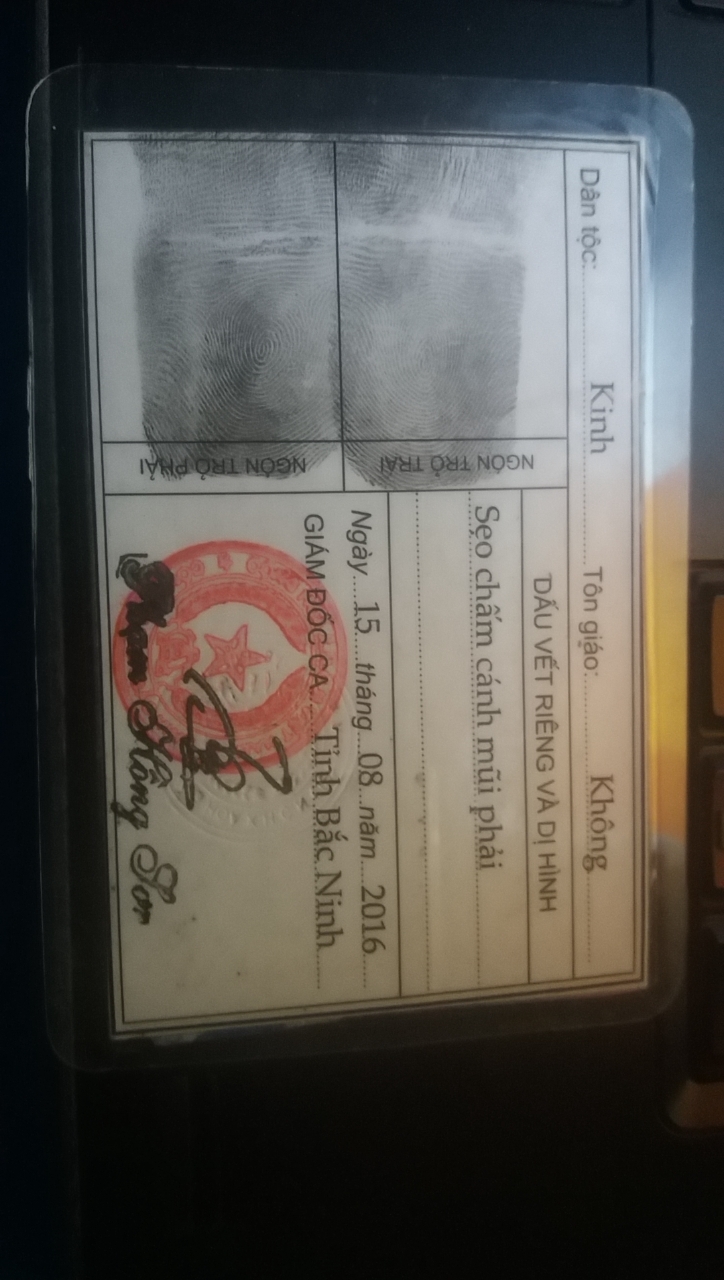 Dân tộc: Kinh Tôn giáo: Không
NGÓN TRỎ TRÁI
NGÓN TRỎ PHẢI
DẤU VẾT RIÊNG VÀ DỊ HÌNH
Sẹo chấm cánh mũi phải
Ngày 15 tháng 08 năm 2016
GIÁM ĐỐC CA. Tỉnh Bắc Ninh
Phạm Hồng Sơn